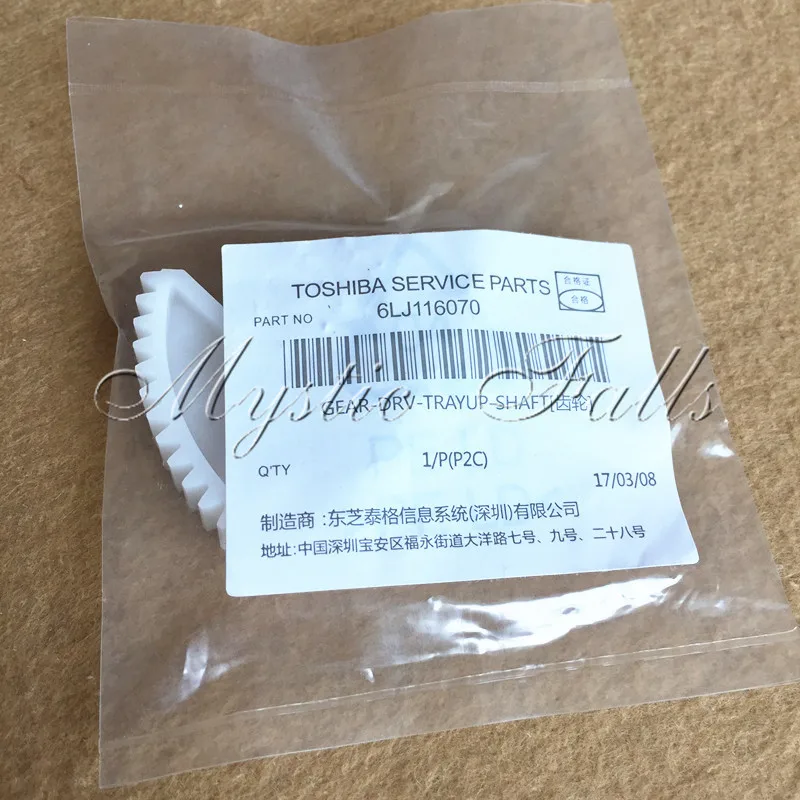 TOSHIBA SERVICE PARTS
合格证
合格
PART NO 6LJ116070
GEAR-DRV-TRAYUP-SHAFT(齿轮)
Mystic Falls
Q'TY 1/P(P2C)
17/03/08
制造商:东芝泰格信息系统(深圳)有限公司
地址:中国深圳宝安区福永街道大洋路七号、九号、二十八号